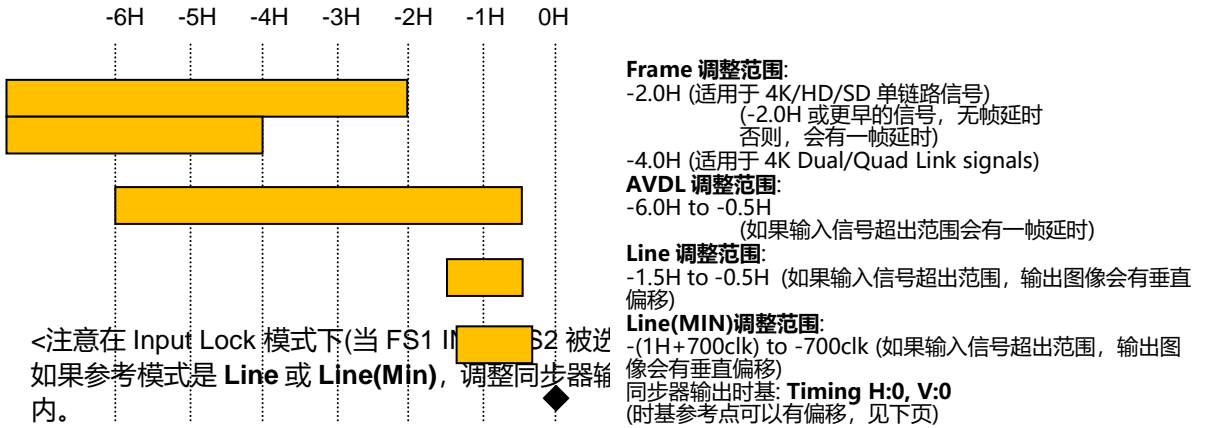 -6H -5H -4H -3H -2H -1H 0H
Frame 调整范围:
-2.0H (适用于 4K/HD/SD 单链路信号)
(-2.0H 或更早的信号，无帧延时
否则，会有一帧延时)
-4.0H (适用于 4K Dual/Quad Link signals)
AVDL 调整范围:
-6.0H to -0.5H
(如果输入信号超出范围会有一帧延时)
Line 调整范围:
-1.5H to -0.5H (如果输入信号超出范围，输出图像会有垂直
偏移)
Line(MIN)调整范围:
-(1H+700clk) to -700clk (如果输入信号超出范围，输出图
像会有垂直偏移)
同步器输出时基: Timing H:0, V:0
(时基参考点可以有偏移，见下页)
<注意在 Input Lock 模式下(当 FS1 S2 被
如果参考模式是 Line 或 Line(Min)，调整同步器输
内。